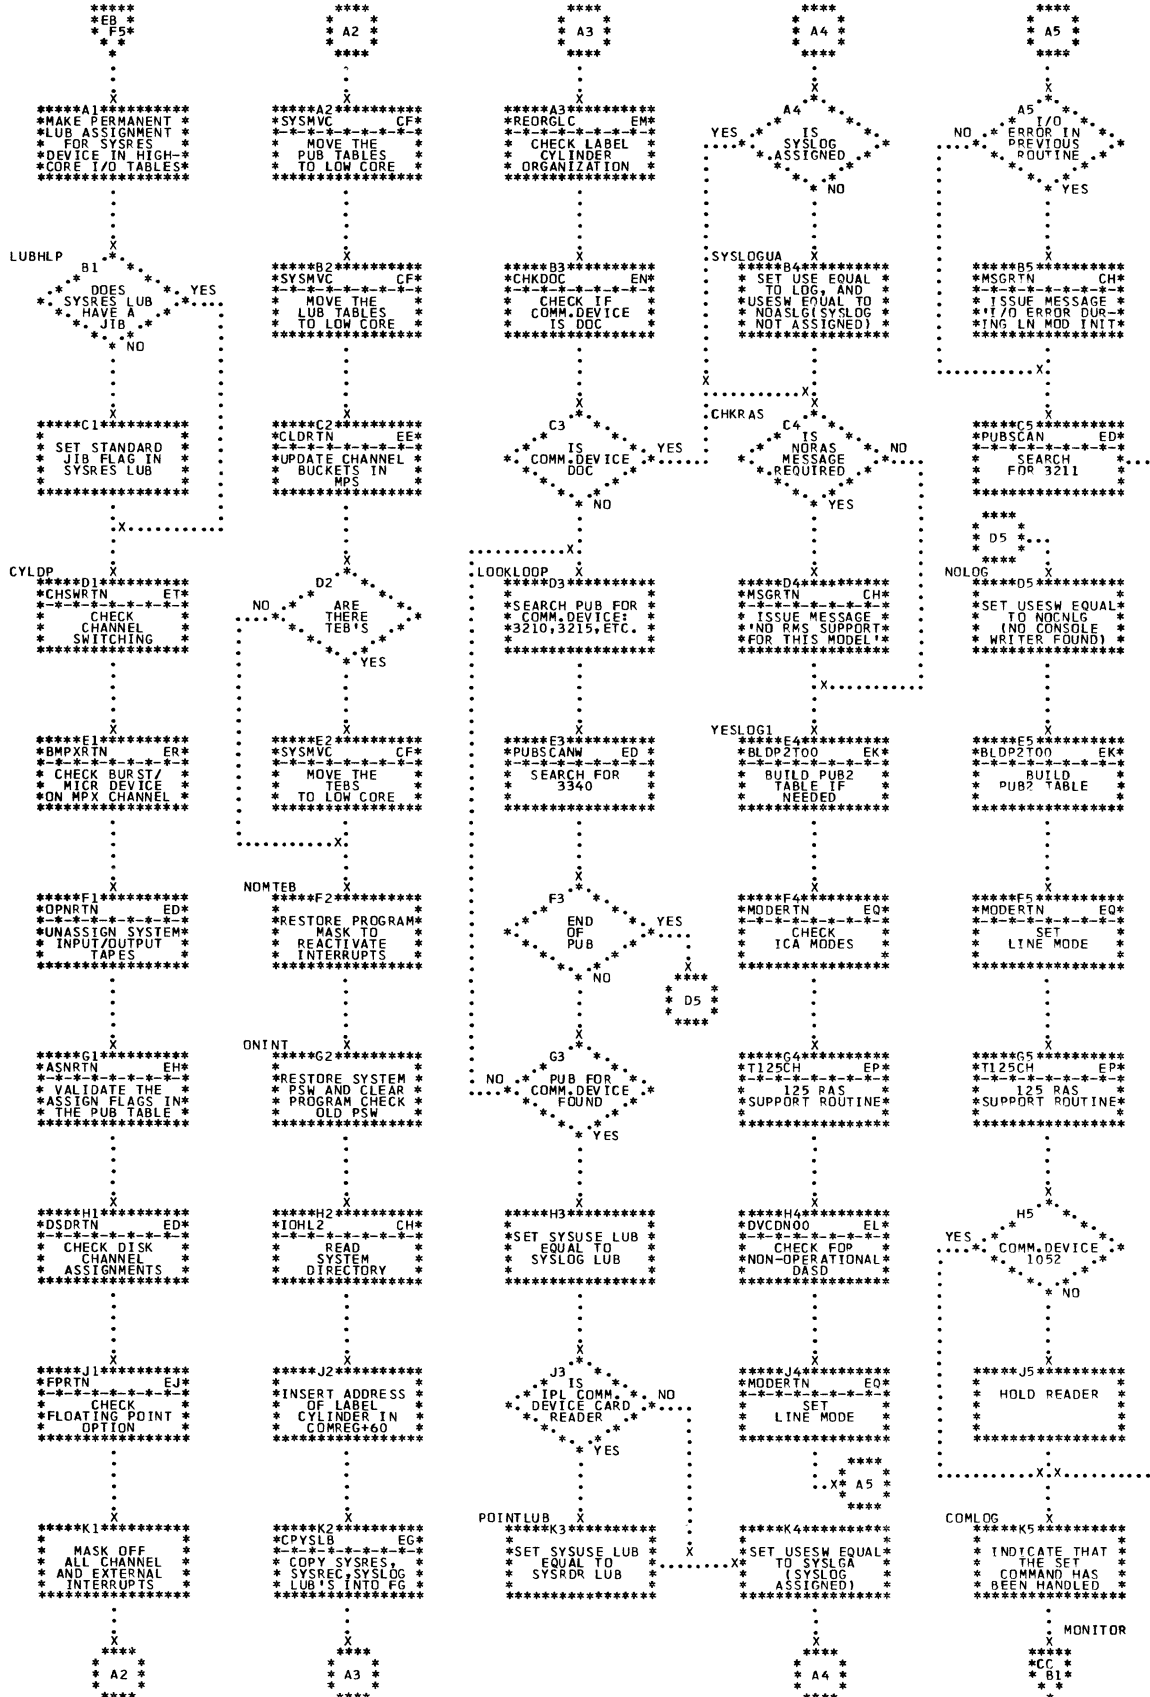 EB
F5
A1
MAKE PERMANENT
LUB ASSIGNMENT
FOR SYSRES
DEVICE IN HIGH-
CORE I/O TABLES
LUBHLP
B1
DOES
SYSRES LUB
HAVE A
JIB
YES
NO
C1
SET STANDARD
JIB FLAG IN
SYSRES LUB
CYLDP
D1
CHSWRTN ET
CHECK
CHANNEL
SWITCHING
E1
BMPXRTN ER
CHECK BURST/
MICR DEVICE
ON MPX CHANNEL
F1
OPNRTN ED
UNASSIGN SYSTEM
INPUT/OUTPUT
TAPES
G1
ASNRTN EH
VALIDATE THE
ASSIGN FLAGS IN
THE PUB TABLE
H1
DSDRTN ED
CHECK DISK
CHANNEL
ASSIGNMENTS
J1
FPRTN EJ
CHECK
FLOATING POINT
OPTION
K1
MASK OFF
ALL CHANNEL
AND EXTERNAL
INTERRUPTS
A2
A2
A2
SYSMVC CF
MOVE THE
PUB TABLES
TO LOW CORE
B2
SYSMVC CF
MOVE THE
LUB TABLES
TO LOW CORE
C2
CLDRTN EE
UPDATE CHANNEL
BUCKETS IN
MPS
D2
ARE
THERE
TEB'S
NO
YES
E2
SYSMVC CF
MOVE THE
TEBS
TO LOW CORE
NOMTEB
F2
RESTORE PROGRAM
MASK TO
REACTIVATE
INTERRUPTS
ONINT
G2
RESTORE SYSTEM
PSW AND CLEAR
PROGRAM CHECK
OLD PSW
H2
IOHL2 CH
READ
SYSTEM
DIRECTORY
J2
INSERT ADDRESS
OF LABEL
CYLINDER IN
COMREG+60
K2
CPYSLB EG
COPY SYSRES,
SYSREC,SYSLOG
LUB'S INTO FG
A3
A3
A3
REORGLC EM
CHECK LABEL
CYLINDER
ORGANIZATION
B3
CHKDOC EN
CHECK IF
COMM.DEVICE
IS DOC
C3
IS
COMM.DEVICE
DOC
YES
NO
LOOKLOOP
D3
SEARCH PUB FOR
COMM.DEVICE:
3210,3215,ETC.
E3
PUBSCANW ED
SEARCH FOR
3340
F3
END
OF
PUB
YES
NO
D5
G3
PUB FOR
COMM.DEVICE
FOUND
NO
YES
H3
SET SYSUSE LUB
EQUAL TO
SYSLOG LUB
J3
IS
IPL COMM.
DEVICE CARD
READER
NO
YES
POINTLUB
K3
SET SYSUSE LUB
EQUAL TO
SYSRDR LUB
A4
A4
IS
SYSLOG
ASSIGNED
YES
NO
SYSLOGUA
B4
SET USE EQUAL
TO LOG, AND
USESW EQUAL TO
NOASLG(SYSLOG
NOT ASSIGNED)
CHKRAS
C4
IS
NORAS
MESSAGE
REQUIRED
NO
YES
D4
MSGRTN CH
ISSUE MESSAGE
'NO RMS SUPPORT
FOR THIS MODEL'
YESLOG1
E4
BLDP2T00 EK
BUILD PUB2
TABLE IF
NEEDED
F4
MODERTN EQ
CHECK
ICA MODES
G4
T125CH EP
125 RAS
SUPPORT ROUTINE
H4
DVCDN00 EL
CHECK FOR
NON-OPERATIONAL
DASD
J4
MODERTN EQ
SET
LINE MODE
A5
K4
SET USESW EQUAL
TO SYSLGA
(SYSLOG
ASSIGNED)
A4
A5
A5
I/O
ERROR IN
PREVIOUS
ROUTINE
NO
YES
B5
MSGRTN CH
ISSUE MESSAGE
'I/O ERROR DUR-
ING LN MOD INIT
C5
PUBSCAN ED
SEARCH
FOR 3211
D5
NOLOG
D5
SET USESW EQUAL
TO NOCNLG
(NO CONSOLE
WRITER FOUND)
E5
BLDP2T00 EK
BUILD
PUB2 TABLE
F5
MODERTN EQ
SET
LINE MODE
G5
T125CH EP
125 RAS
SUPPORT ROUTINE
H5
COMM.DEVICE
1052
YES
NO
J5
HOLD READER
COMLOG
K5
INDICATE THAT
THE SET
COMMAND HAS
BEEN HANDLED
MONITOR
CC
B1